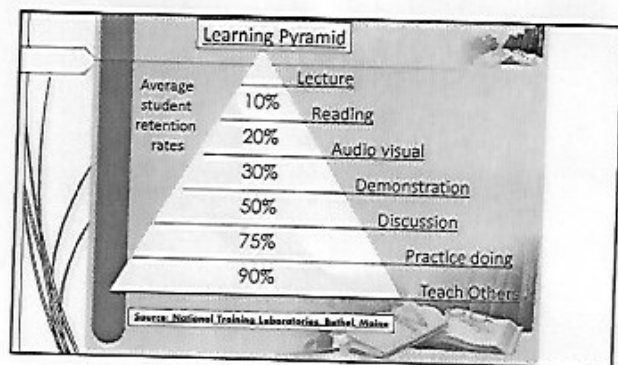 Learning Pyramid
Average
student
retention
rates
Lecture
10%
Reading
20%
Audio visual
30%
Demonstration
50%
Discussion
75%
Practice doing
90%
Teach Others
Source: National Training Laboratories, Bethel, Maine